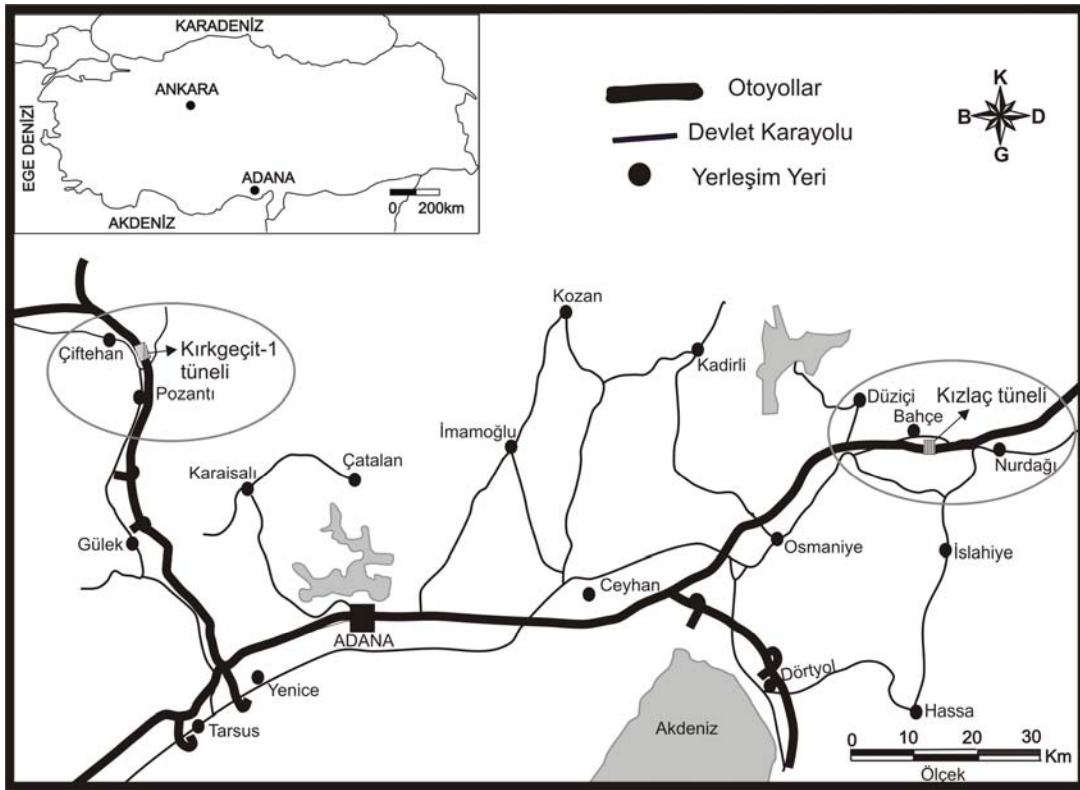 KARADENİZ
ANKARA
EGE DENİZİ
ADANA
0 200km
AKDENİZ
Otoyollar
Devlet Karayolu
Yerleşim Yeri
K
B D
G
Çiftehan
Kırkgeçit-1
tüneli
Pozantı
Kozan
Kadirli
Düziçi
Bahçe
Kızlaç tüneli
Nurdağı
İmamoğlu
Karaisalı
Çatalan
Gülek
Osmaniye
İslahiye
Ceyhan
ADANA
Yenice
Tarsus
Dörtyol
Hassa
Akdeniz
0 10 20 30
Km
Ölçek